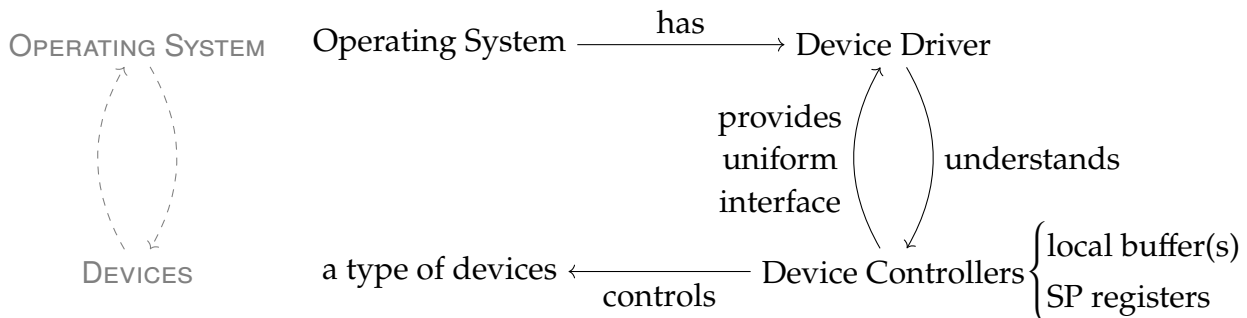 has
OPERATING SYSTEM Operating System Device Driver
provides
uniform understands
interface
local buffer(s)
DEVICES a type of devices Device Controllers
controls SP registers